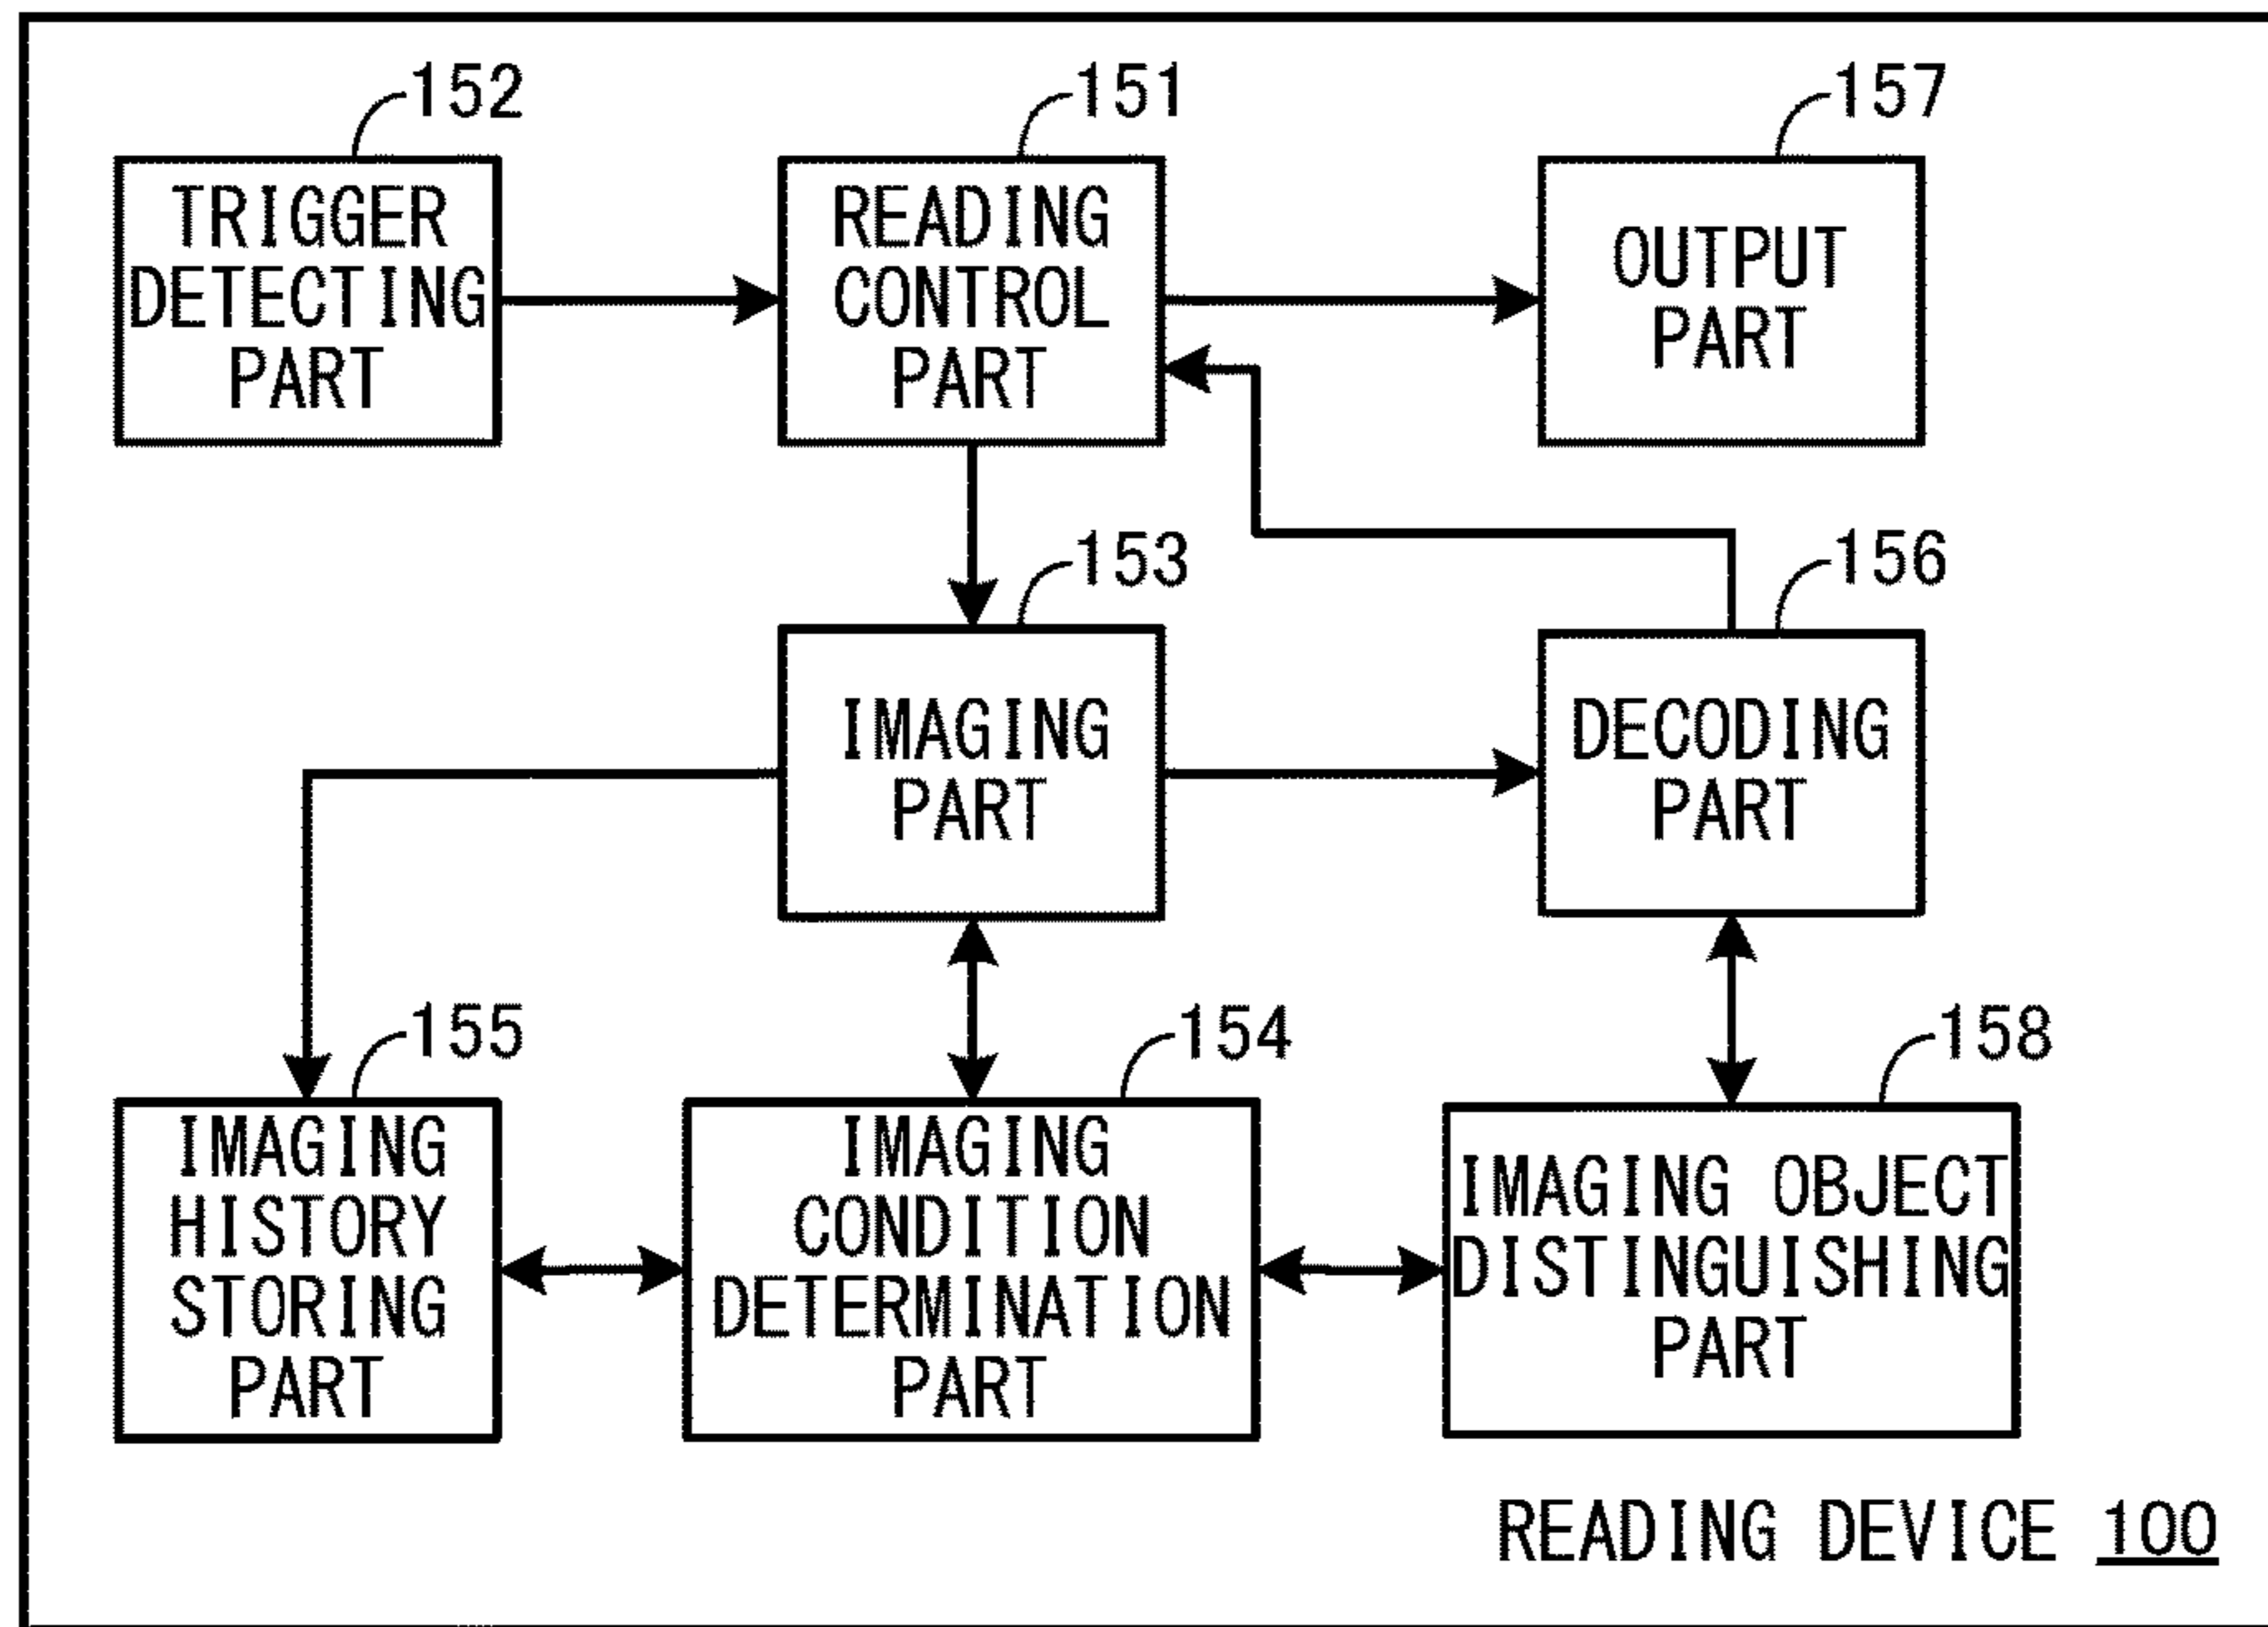 152
TRIGGER
DETECTING
PART
151
READING
CONTROL
PART
157
OUTPUT
PART
153
IMAGING
PART
156
DECODING
PART
155
IMAGING
HISTORY
STORING
PART
154
IMAGING
CONDITION
DETERMINATION
PART
158
IMAGING OBJECT
DISTINGUISHING
PART
READING DEVICE 100